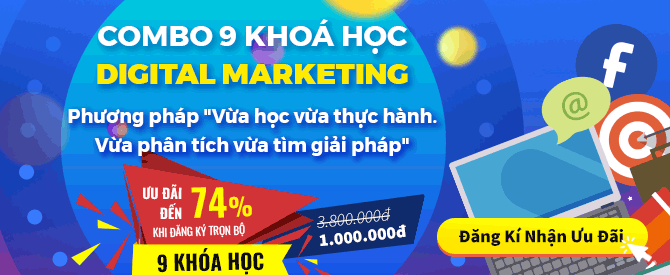 COMBO 9 KHOÁ HỌC
DIGITAL MARKETING
Phương pháp "Vừa học vừa thực hành.
Vừa phân tích vừa tìm giải pháp"
ƯU ĐÃI
ĐẾN
74%
KHI ĐĂNG KÝ TRỌN BỘ
3.800.000đ
1.000.000đ
9 KHÓA HỌC
Đăng Kí Nhận Ưu Đãi
f
@